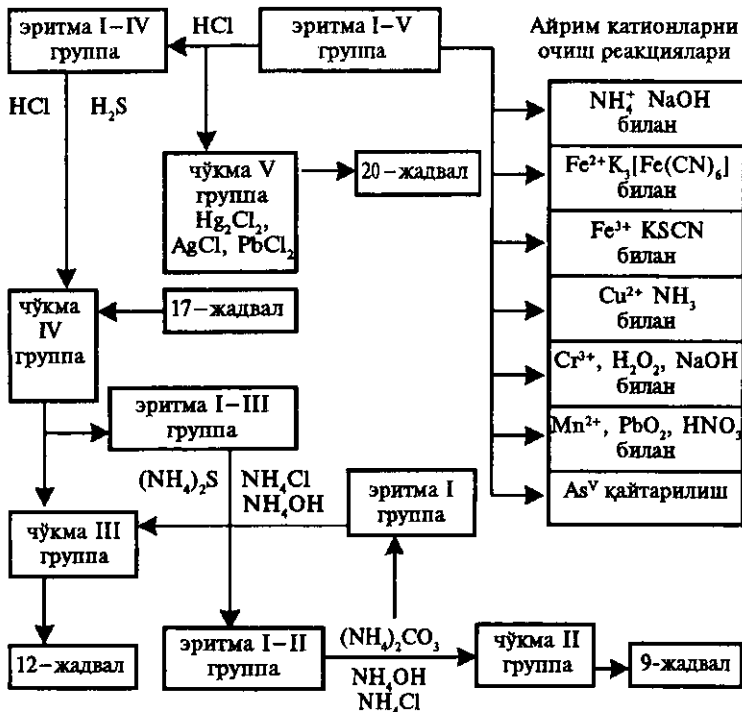 эритма I–IV
группа
HCl
эритма I–V
группа
Айрим катионларни
очиш реакциялари
HCl H₂S
чўкма V
группа
Hg₂Cl₂,
AgCl, PbCl₂
20–жадвал
NH₄⁺ NaOH
билан
Fe²⁺K₃[Fe(CN)₆]
билан
Fe³⁺ KSCN
билан
Cu²⁺ NH₃
билан
Cr³⁺, H₂O₂, NaOH
билан
Mn²⁺, PbO₂, HNO₃
билан
Asⱽ қайтарилиш
чўкма
IV
группа
17–жадвал
эритма I–III
группа
(NH₄)₂S
NH₄Cl
NH₄OH
эритма I
группа
чўкма III
группа
12–жадвал
эритма I–II
группа
(NH₄)₂CO₃
NH₄OH
NH₄Cl
чўкма II
группа
9-жадвал